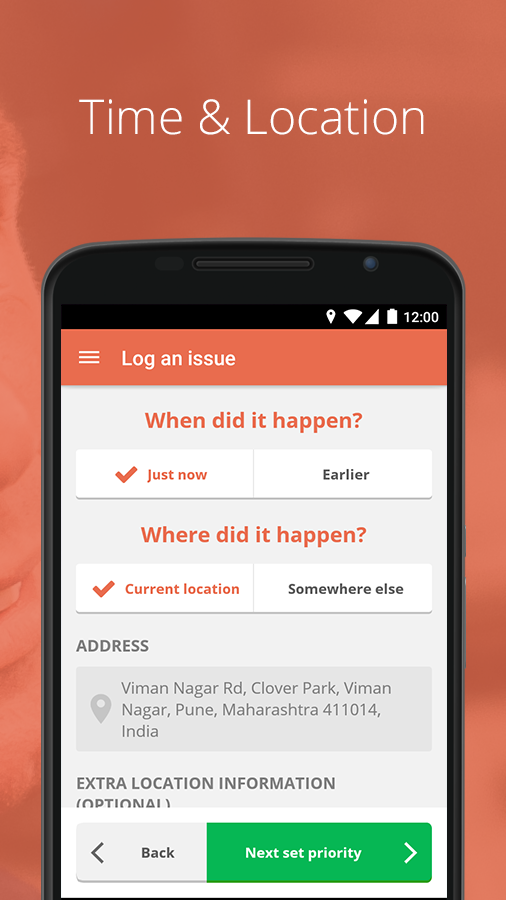 Time & Location
12:00
Log an issue
When did it happen?
Just now
Earlier
Where did it happen?
Current location
Somewhere else
ADDRESS
Viman Nagar Rd, Clover Park, Viman
Nagar, Pune, Maharashtra 411014,
India
EXTRA LOCATION INFORMATION
(OPTIONAL)
Back
Next set priority